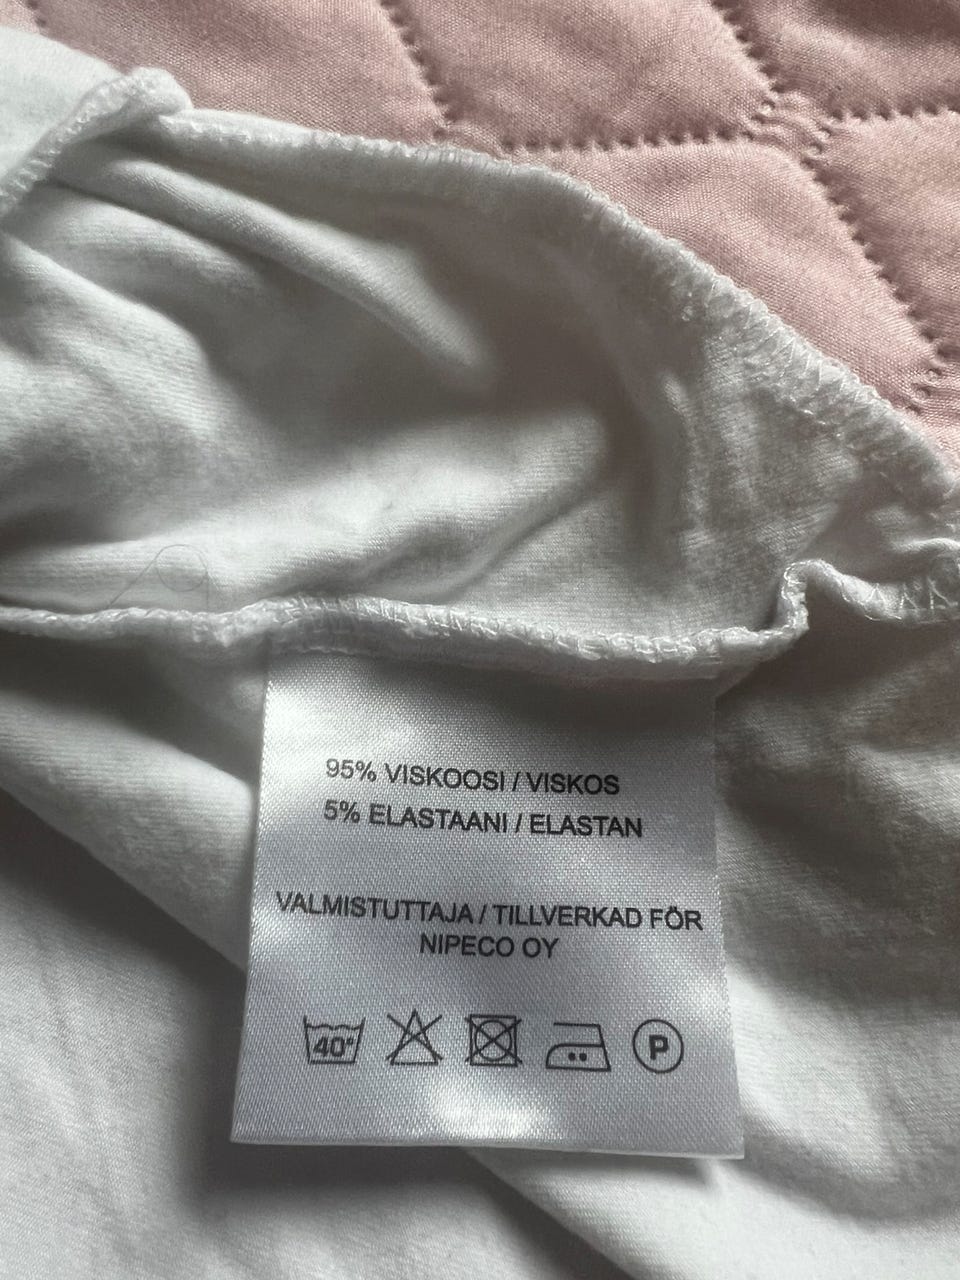 95% VISKOOSI / VISKOS
5% ELASTAANI / ELASTAN
VALMISTUTTAJA / TILLVERKAD FÖR
NIPECO OY
40° P